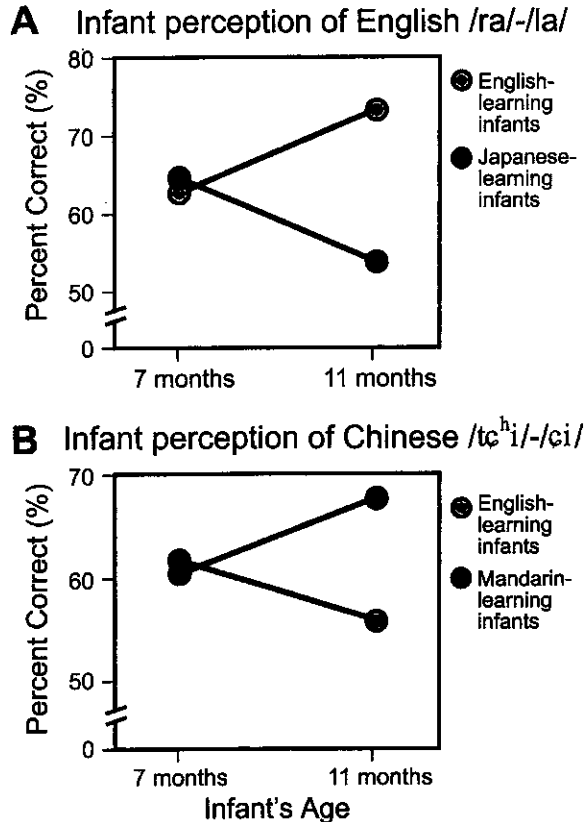 A Infant perception of English /ra/-/la/
Percent Correct (%)
80
70
60
50
0
7 months
11 months
English-
learning
infants
Japanese-
learning
infants
B Infant perception of Chinese /tɕʰi/-/ɕi/
Percent Correct (%)
70
60
50
0
7 months
11 months
Infant's Age
English-
learning
infants
Mandarin-
learning
infants